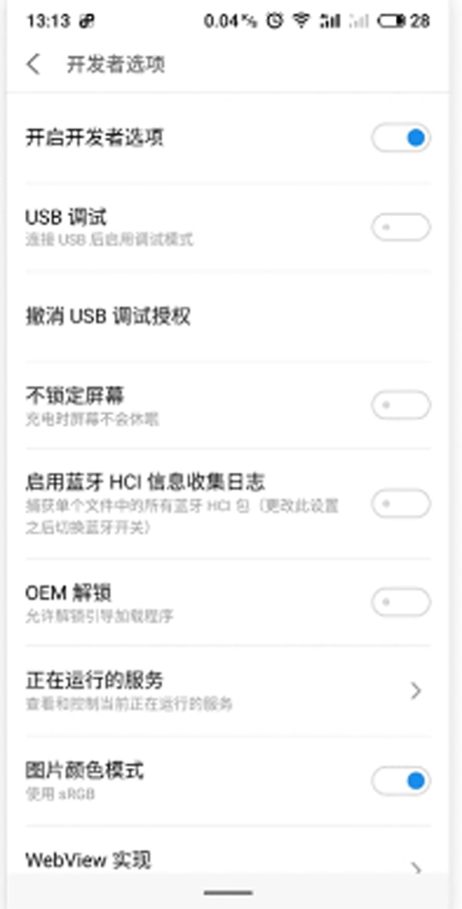 13:13 0.04 K/s 28
开发者选项
开启开发者选项
USB 调试
连接 USB 后启用调试模式
撤消 USB 调试授权
不锁定屏幕
充电时屏幕不会休眠
启用蓝牙 HCI 信息收集日志
捕获单个文件中的所有蓝牙 HCI 包（更改此设置
之后切换蓝牙开关）
OEM 解锁
允许解锁引导加载程序
正在运行的服务
查看和控制当前正在运行的服务
图片颜色模式
使用 sRGB
WebView 实现